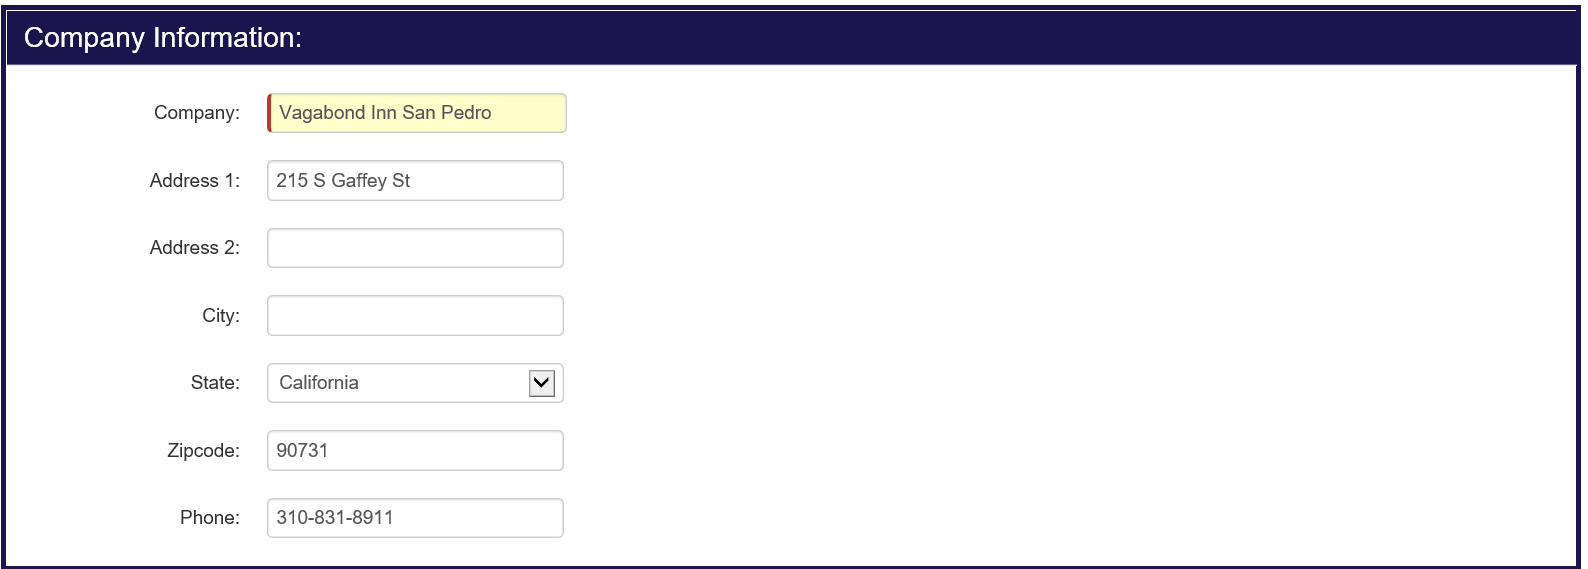 Company Information:
Company: Vagabond Inn San Pedro
Address 1: 215 S Gaffey St
Address 2:
City:
State: California
Zipcode: 90731
Phone: 310-831-8911